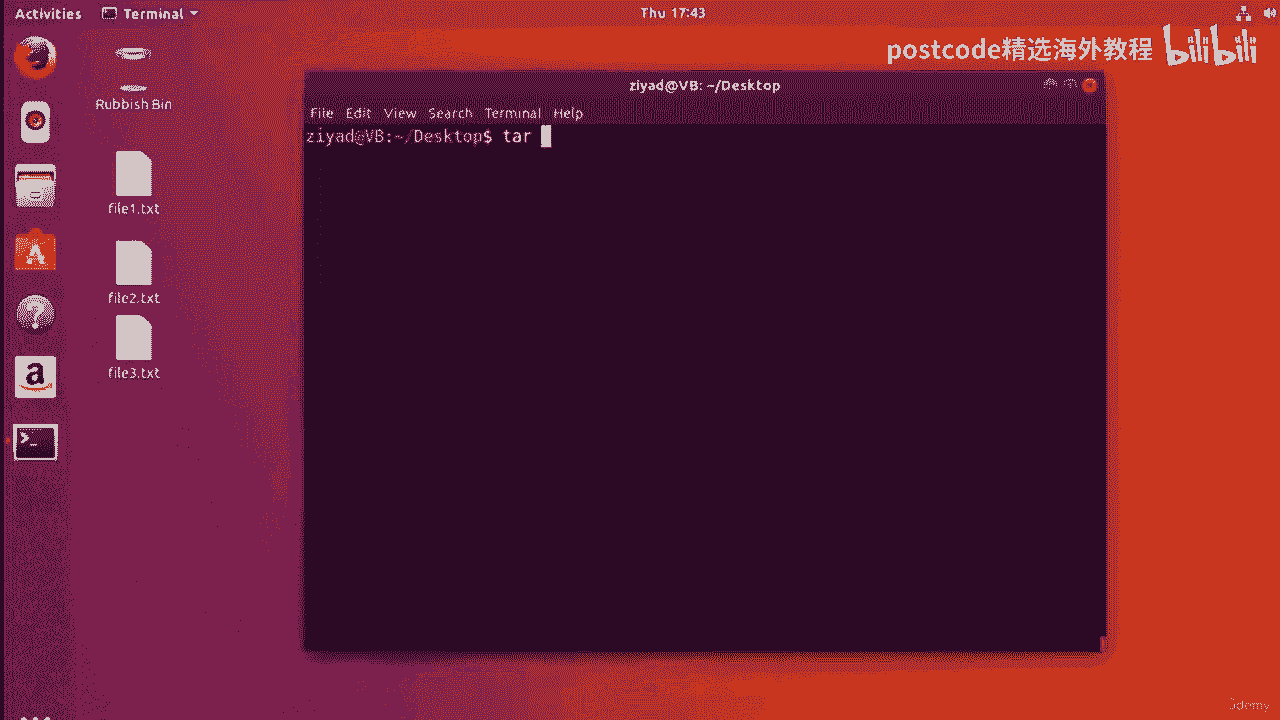 Activities Terminal Thu 17:43
postcode精选海外教程 bilibili
Rubbish Bin
file1.txt
file2.txt
file3.txt
ziyad@VB: ~/Desktop
File Edit View Search Terminal Help
ziyad@VB:~/Desktop$ tar
Udemy